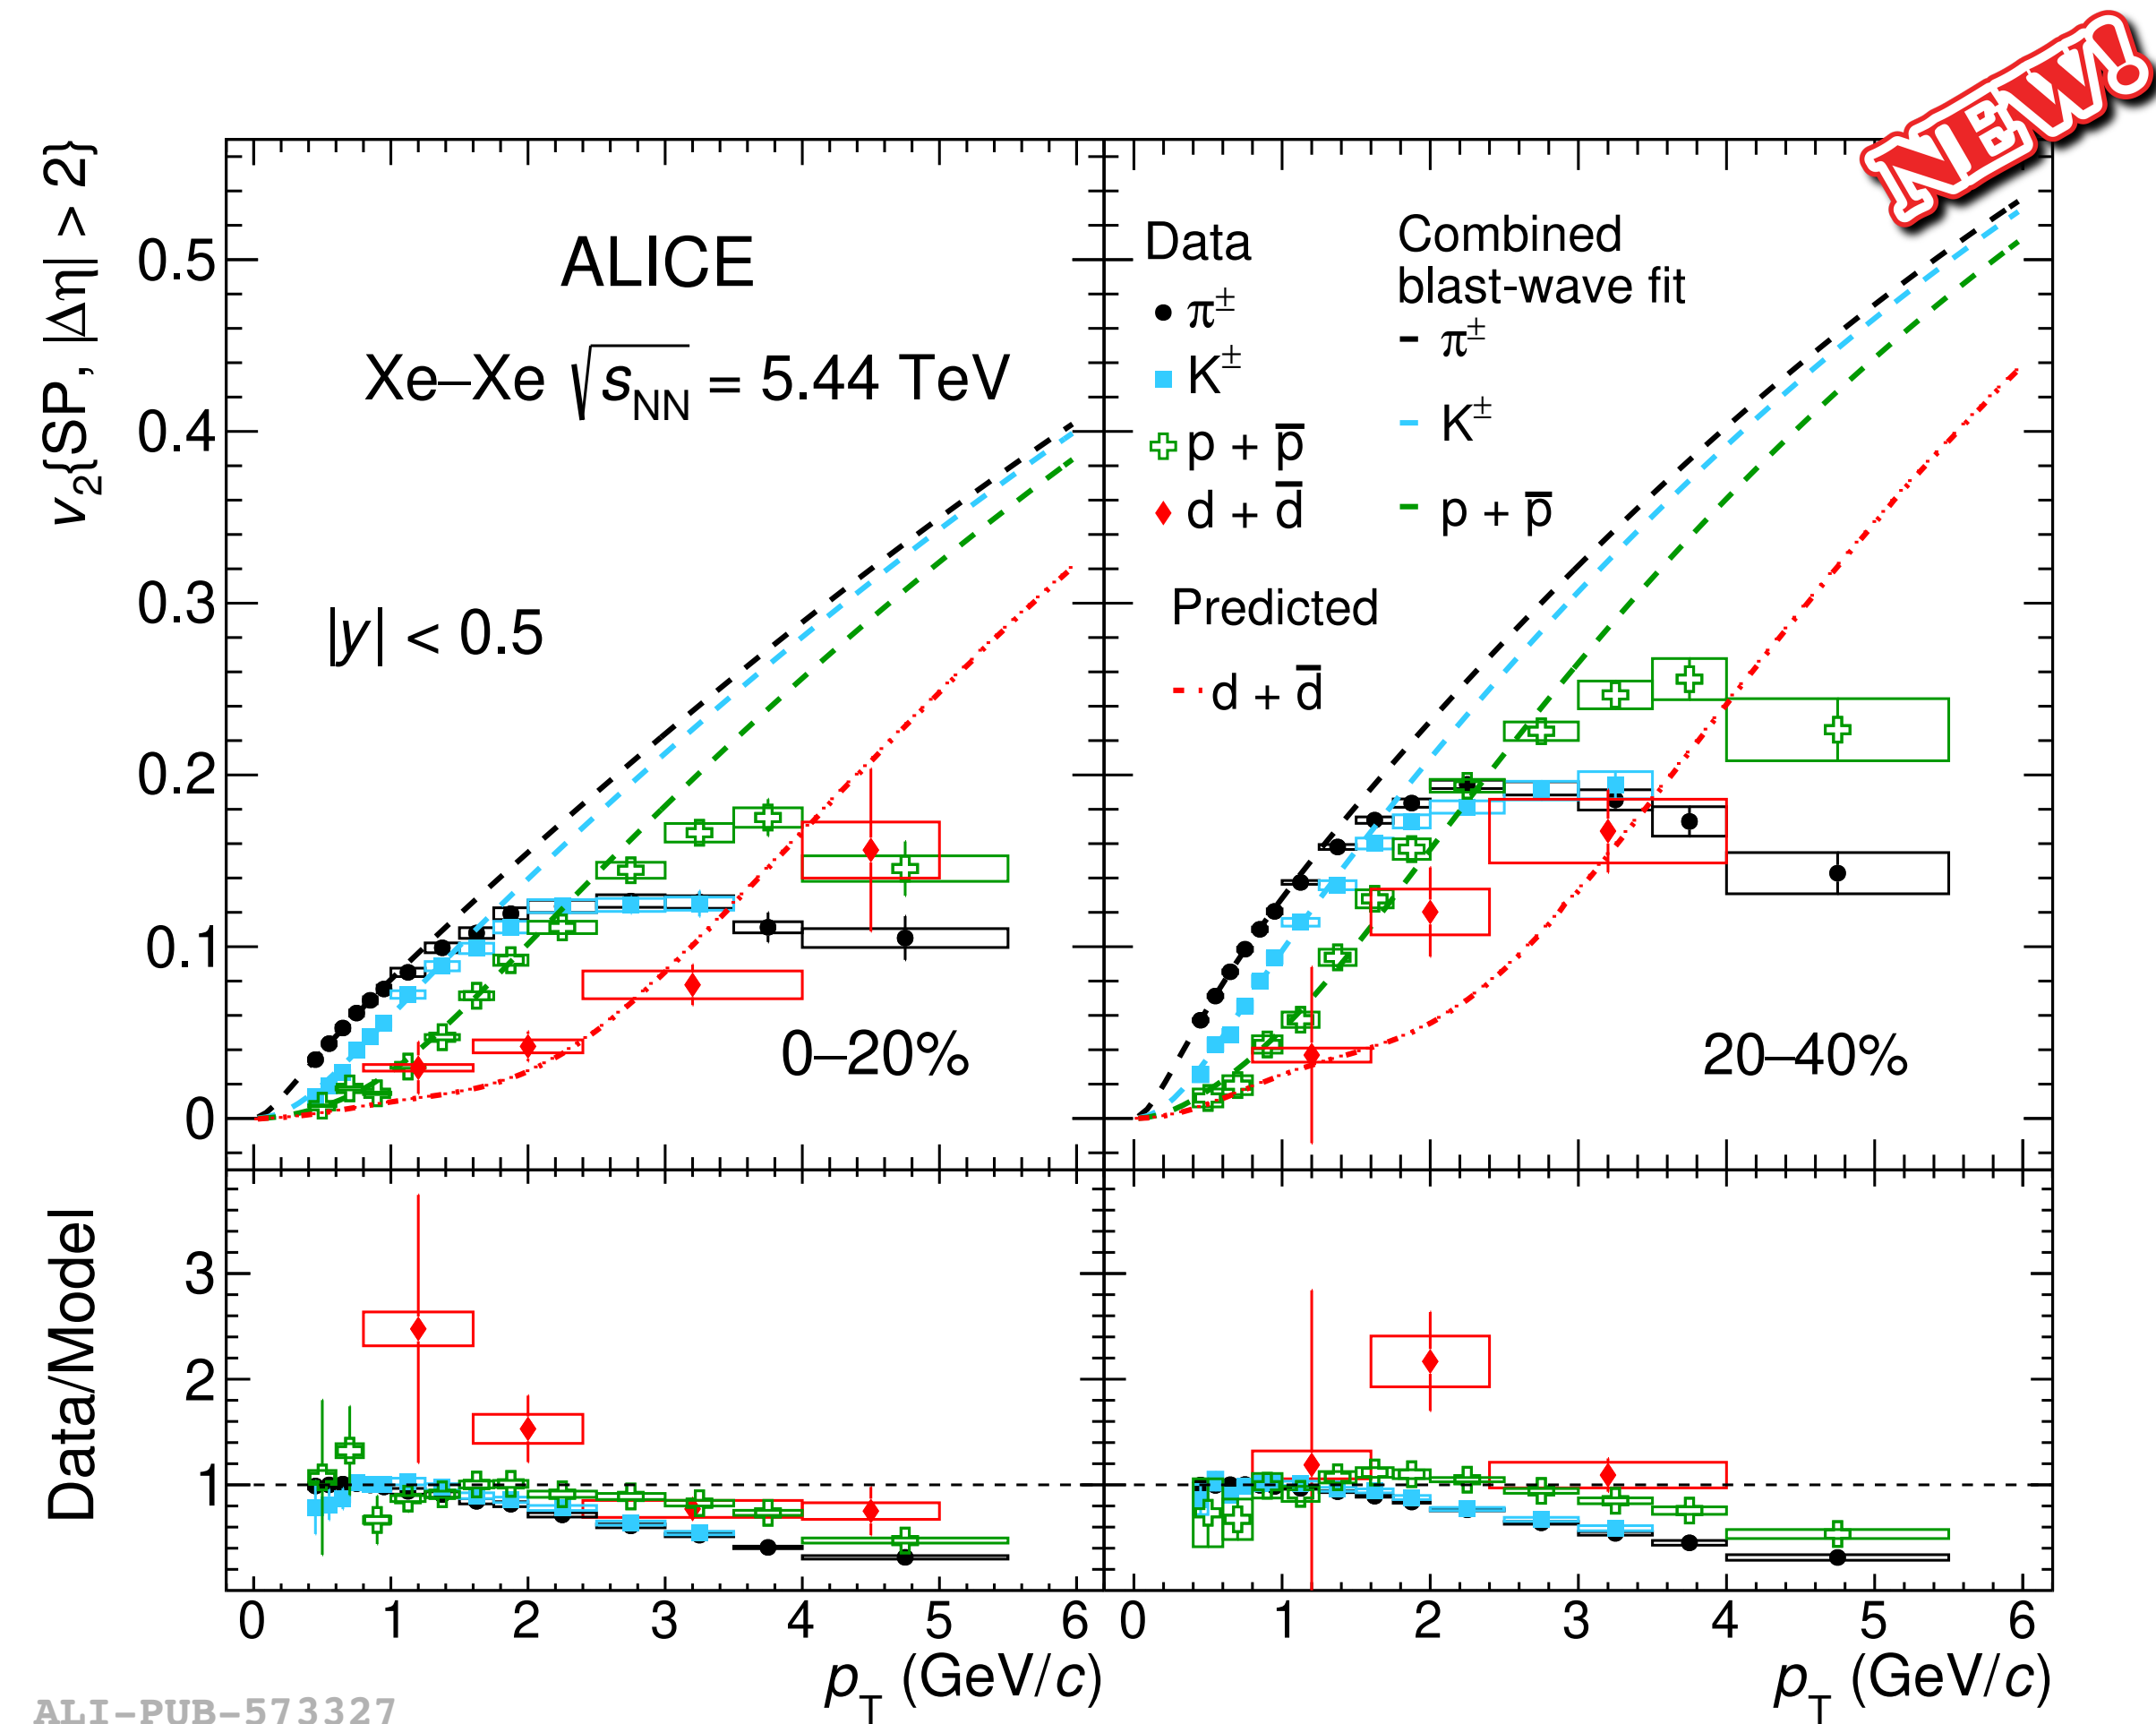 NEW!
v₂{SP, |Δη| > 2}
0.5
0.4
0.3
0.2
0.1
0
ALICE
Xe–Xe √sNN = 5.44 TeV
|y| < 0.5
0–20%
Data
π±
K±
p + p̅
d + d̅
Combined
blast-wave fit
π±
K±
p + p̅
Predicted
d + d̅
20–40%
Data/Model
3
2
1
0 1 2 3 4 5 6
0 1 2 3 4 5 6
pT (GeV/c)
pT (GeV/c)
ALI-PUB-573327